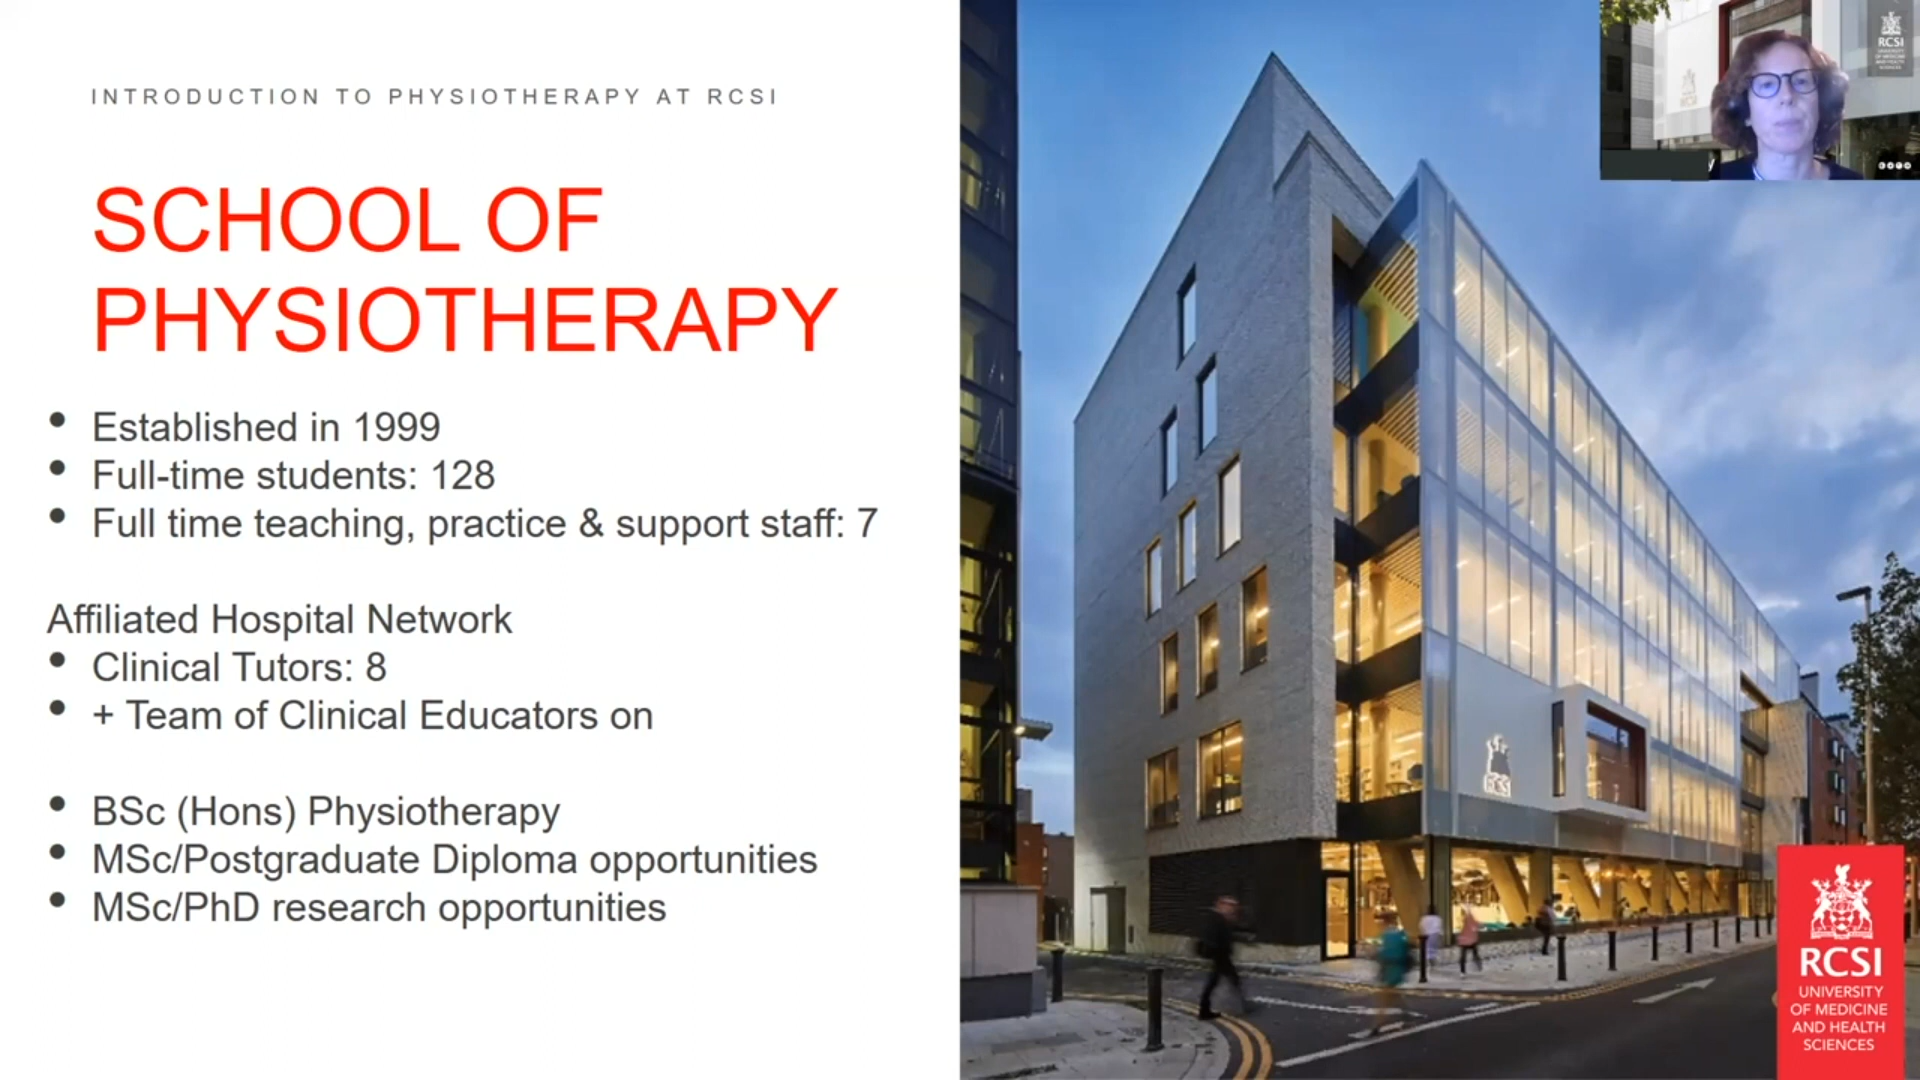 INTRODUCTION TO PHYSIOTHERAPY AT RCSI
SCHOOL OF
PHYSIOTHERAPY
• Established in 1999
• Full-time students: 128
• Full time teaching, practice & support staff: 7
Affiliated Hospital Network
• Clinical Tutors: 8
• + Team of Clinical Educators on
• BSc (Hons) Physiotherapy
• MSc/Postgraduate Diploma opportunities
• MSc/PhD research opportunities
RCSI
RCSI
RCSI
UNIVERSITY
OF MEDICINE
AND HEALTH
SCIENCES